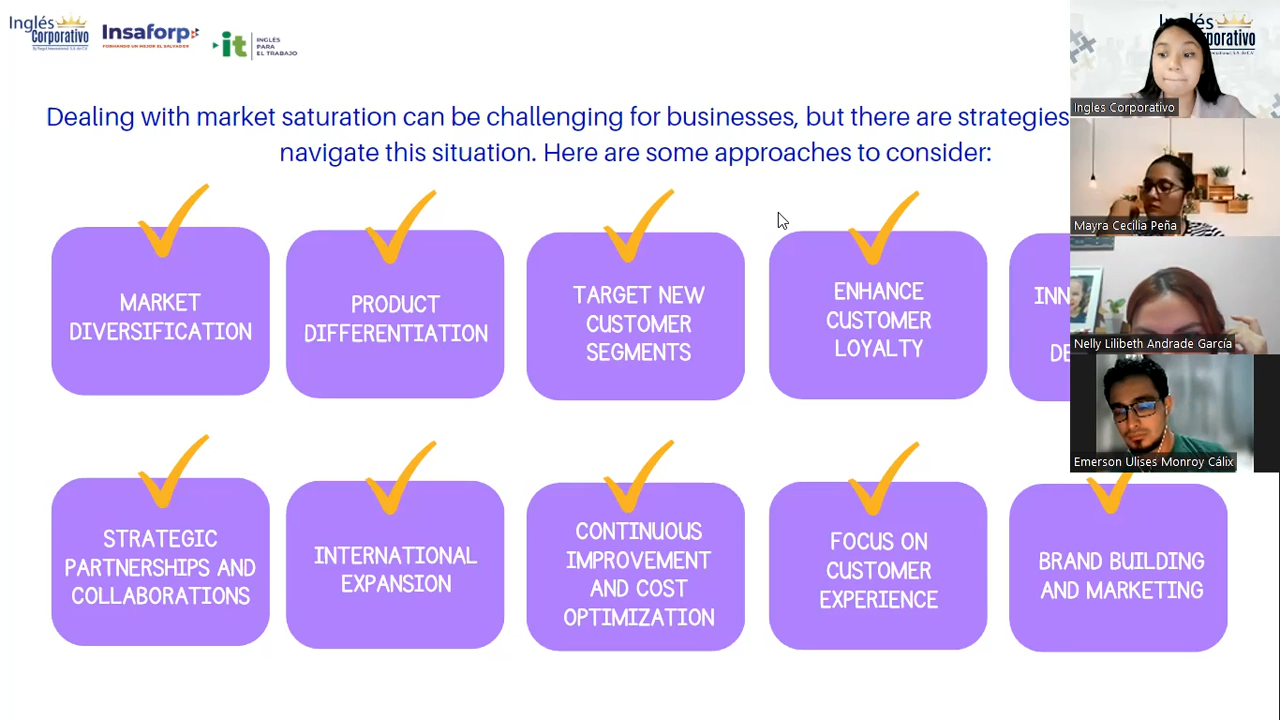 Inglés
Corporativo
Insaforp
FORMANDO UN MEJOR EL SALVADOR
it
INGLÉS
PARA
EL TRABAJO
Dealing with market saturation can be challenging for businesses, but there are strategies
navigate this situation. Here are some approaches to consider:
MARKET
DIVERSIFICATION
PRODUCT
DIFFERENTIATION
TARGET NEW
CUSTOMER
SEGMENTS
ENHANCE
CUSTOMER
LOYALTY
STRATEGIC
PARTNERSHIPS AND
COLLABORATIONS
INTERNATIONAL
EXPANSION
CONTINUOUS
IMPROVEMENT
AND COST
OPTIMIZATION
FOCUS ON
CUSTOMER
EXPERIENCE
BRAND BUILDING
AND MARKETING
Ingles Corporativo
Mayra Cecilia Peña
Nelly Lilibeth Andrade García
Emerson Ulises Monroy Cálix